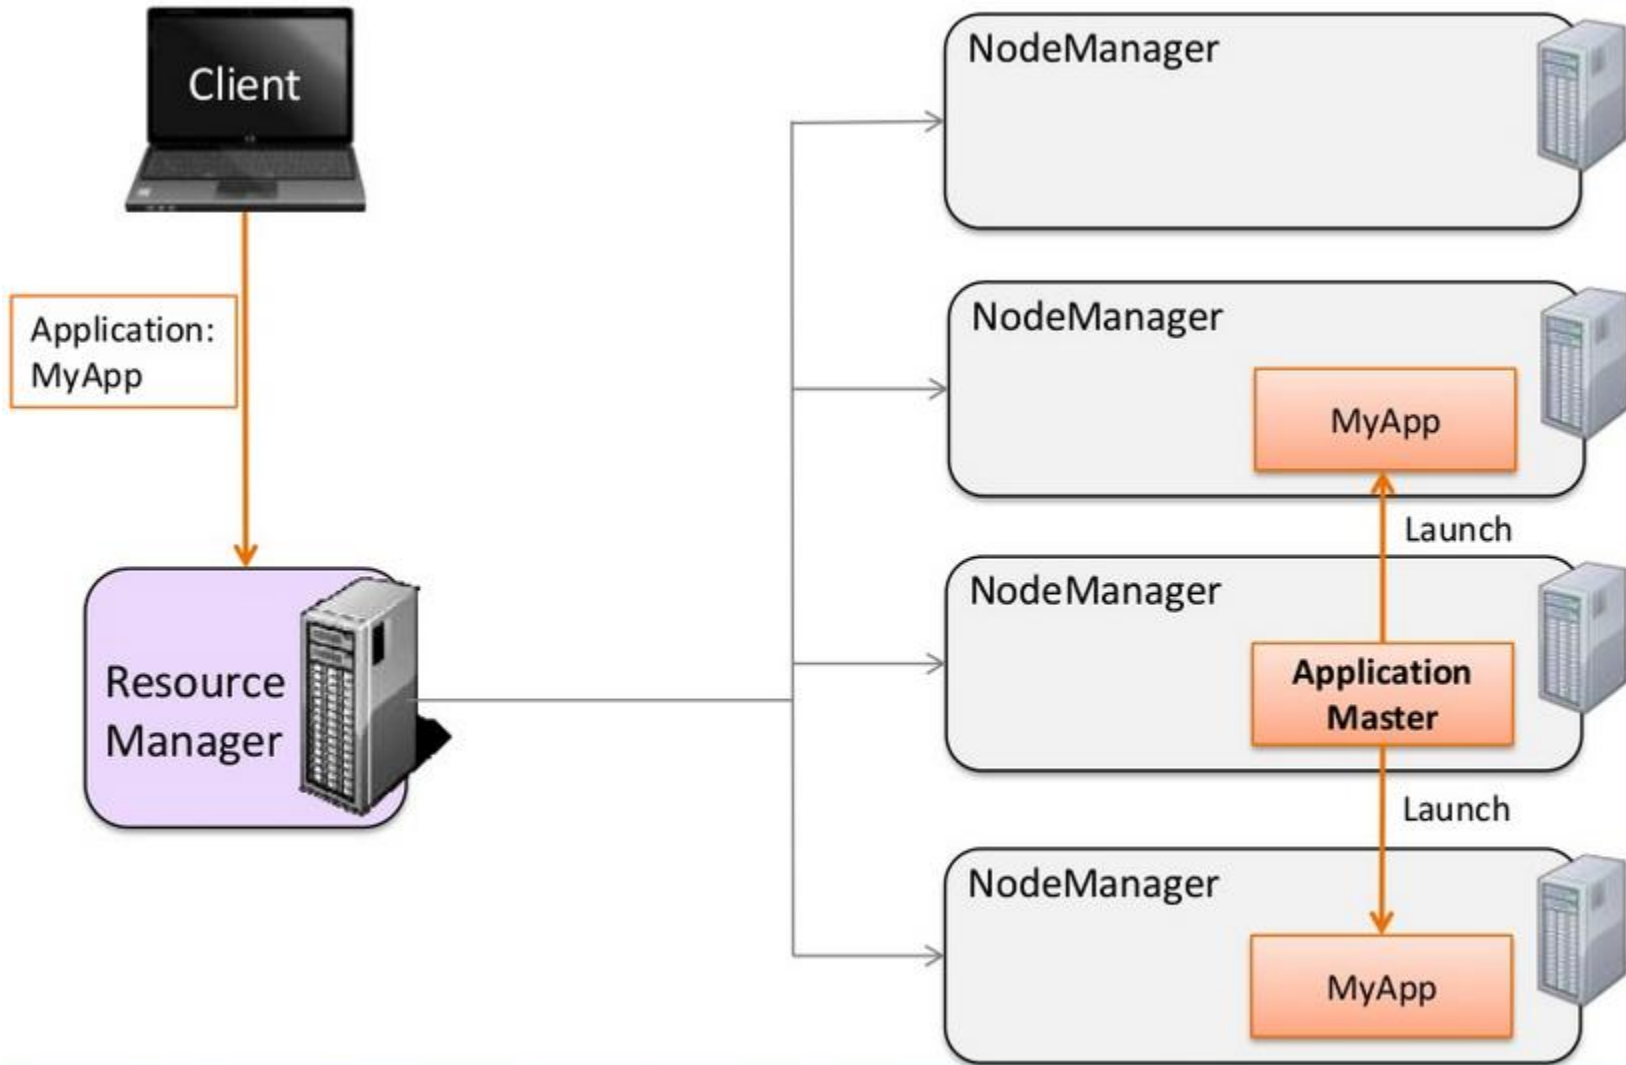 Client
Application:
MyApp
Resource
Manager
NodeManager
NodeManager
MyApp
Launch
NodeManager
Application
Master
Launch
NodeManager
MyApp